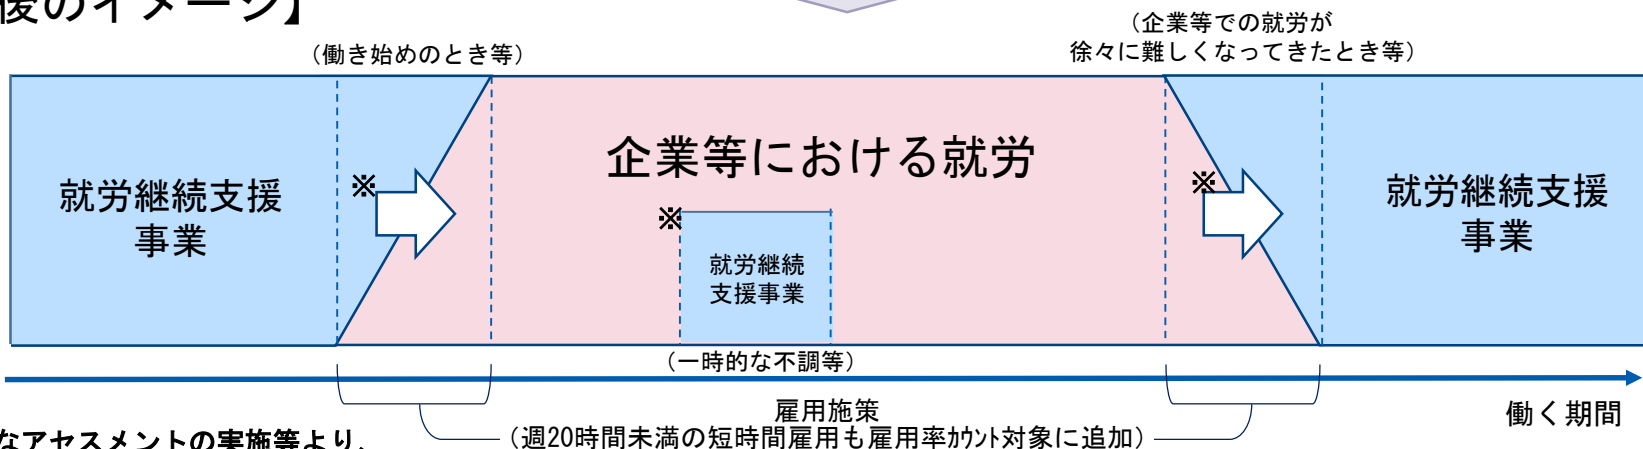 後のイメージ】
（働き始めのとき等）
（企業等での就労が
徐々に難しくなってきたとき等）
就労継続支援
事業
※
企業等における就労
※
就労継続
支援事業
（一時的な不調等）
※
就労継続支援
事業
働く期間
雇用施策
（週20時間未満の短時間雇用も雇用率ｶｳﾝﾄ対象に追加）
なアセスメントの実施等より、